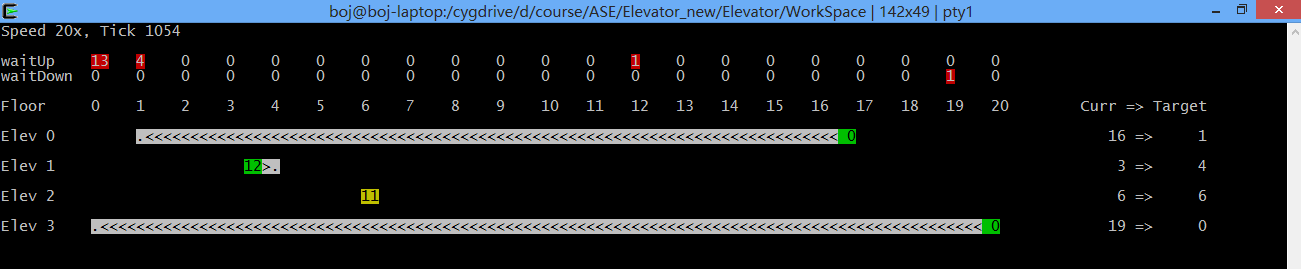 boj@boj-laptop:/cygdrive/d/course/ASE/Elevator_new/Elevator/WorkSpace | 142x49 | pty1
Speed 20x, Tick 1054
waitUp 13 4 0 0 0 0 0 0 0 0 0 0 1 0 0 0 0 0 0 0 0
waitDown 0 0 0 0 0 0 0 0 0 0 0 0 0 0 0 0 0 0 0 1 0
Floor 0 1 2 3 4 5 6 7 8 9 10 11 12 13 14 15 16 17 18 19 20 Curr => Target
Elev 0 .<<<<<<<<<<<<<<<<<<<<<<<<<<<<<<<<<<<<<<<<<<<<<<<<<<<<<<<<<<<<<<<<<<<<<<<<<<<<< 0 16 => 1
Elev 1 12>. 3 => 4
Elev 2 11 6 => 6
Elev 3 .<<<<<<<<<<<<<<<<<<<<<<<<<<<<<<<<<<<<<<<<<<<<<<<<<<<<<<<<<<<<<<<<<<<<<<<<<<<<<<<<<<<<<<<<<<<<<<<<<< 0 19 => 0